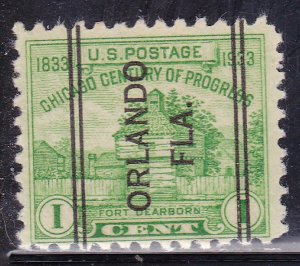 U.S. POSTAGE
1833 1933
CHICAGO CENTURY OF PROGRESS
ORLANDO
FLA.
FORT DEARBORN
1 CENT 1